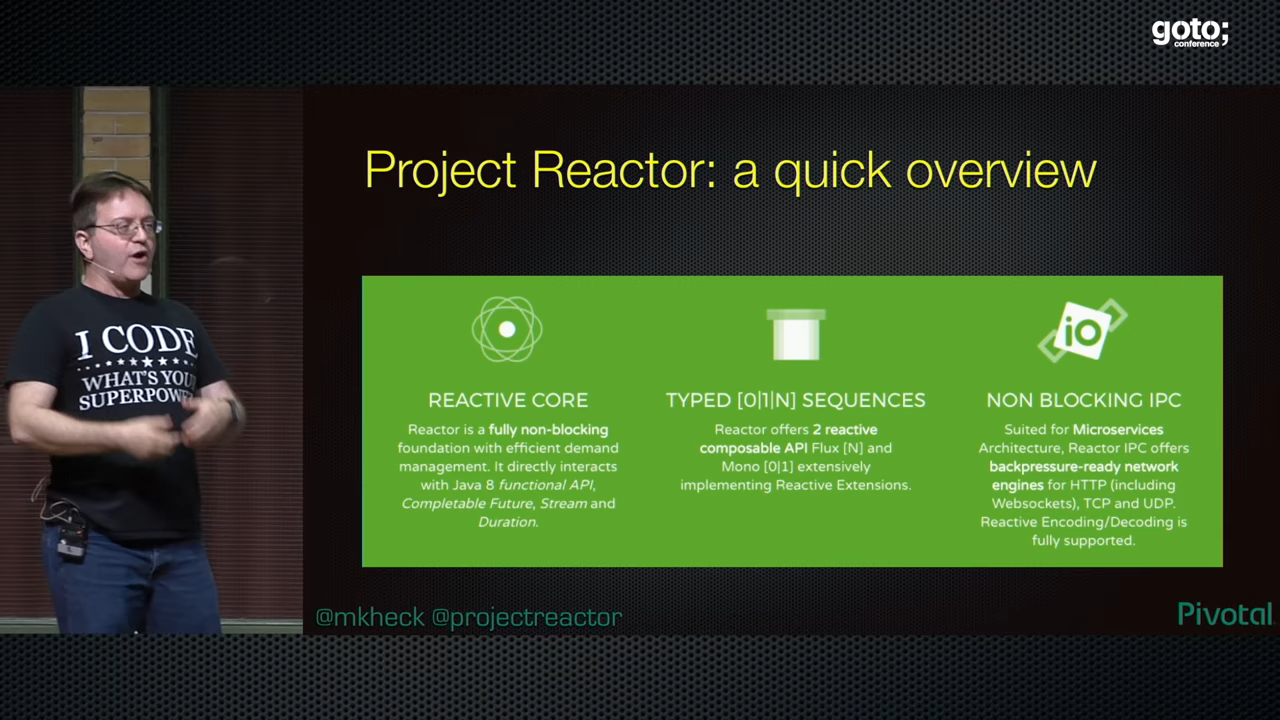 goto;
conference
Project Reactor: a quick overview
I CODE
WHAT'S YOUR
SUPERPOWER
REACTIVE CORE
Reactor is a fully non-blocking
foundation with efficient demand
management. It directly interacts
with Java 8 functional API,
Completable Future, Stream and
Duration.
TYPED [0|1|N] SEQUENCES
Reactor offers 2 reactive
composable API Flux [N] and
Mono [0|1] extensively
implementing Reactive Extensions.
iO
NON BLOCKING IPC
Suited for Microservices
Architecture, Reactor IPC offers
backpressure-ready network
engines for HTTP (including
Websockets), TCP and UDP.
Reactive Encoding/Decoding is
fully supported.
@mkheck @projectreactor
Pivotal